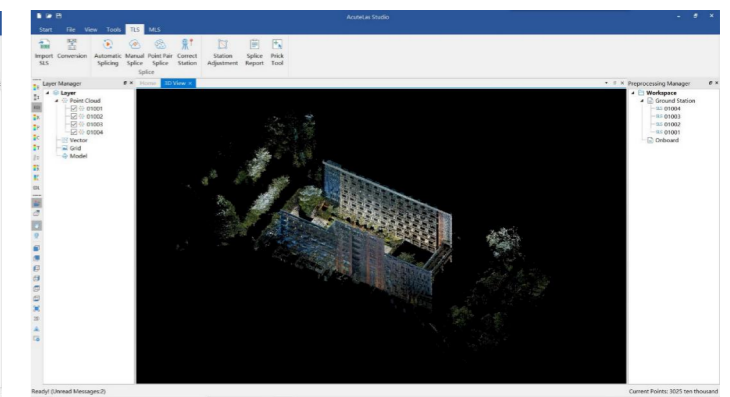 AcuteLas Studio
Start File View Tools TLS MLS
Import SLS
Conversion
Automatic Splicing
Manual Splice
Point Pair Splice
Correct Station
Station Adjustment
Splice Report
Prick Tool
Splice
Layer Manager
Home
View
Preprocessing Manager
Layer
Point Cloud
01001
01002
01003
01004
Vector
Grid
Model
Workspace
Ground Station
01004
01003
01002
01001
Onboard
Ready! (Unread Messages:2)
Current Points: 3025 ten thousand